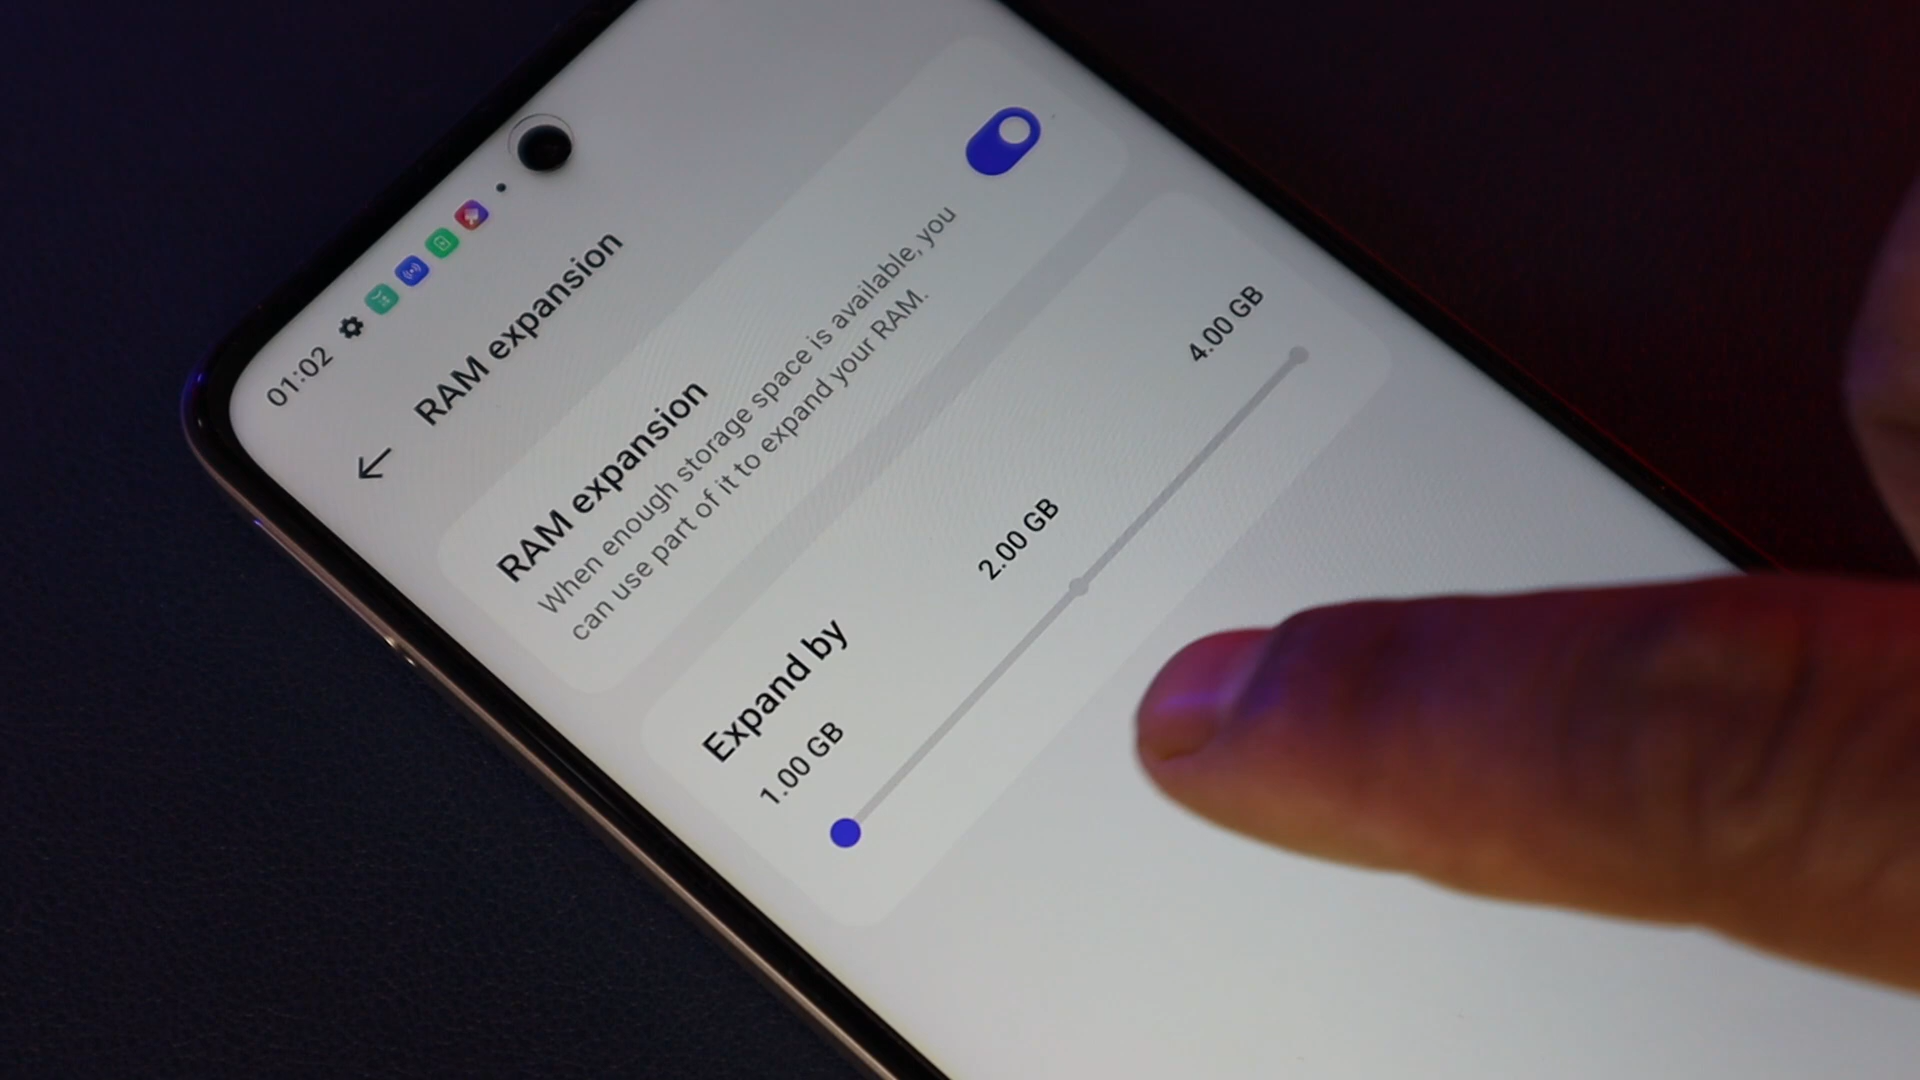 01:02
RAM expansion
RAM expansion
When enough storage space is available, you
can use part of it to expand your RAM.
Expand by
1.00 GB
2.00 GB
4.00 GB